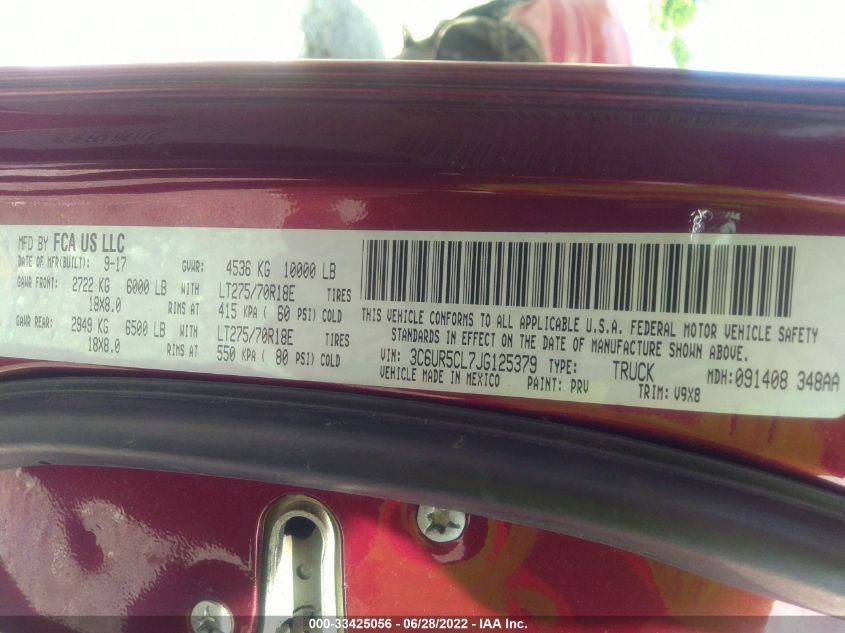 MFD BY FCA US LLC
DATE OF MFR(BUILT): 9-17 GVWR: 4536 KG 10000 LB
GAWR FRONT: 2722 KG 6000 LB WITH LT275/70R18E TIRES
18X8.0 RIMS AT 415 KPA ( 60 PSI) COLD
GAWR REAR: 2949 KG 6500 LB WITH LT275/70R18E TIRES
18X8.0 RIMS AT 550 KPA ( 80 PSI) COLD
THIS VEHICLE CONFORMS TO ALL APPLICABLE U.S.A. FEDERAL MOTOR VEHICLE SAFETY
STANDARDS IN EFFECT ON THE DATE OF MANUFACTURE SHOWN ABOVE.
VIN: 3C6UR5CL7JG125379 TYPE: TRUCK MDH:091408 348AA
VEHICLE MADE IN MEXICO PAINT: PRV TRIM: V9X8
000-33425056 - 06/28/2022 - IAA Inc.